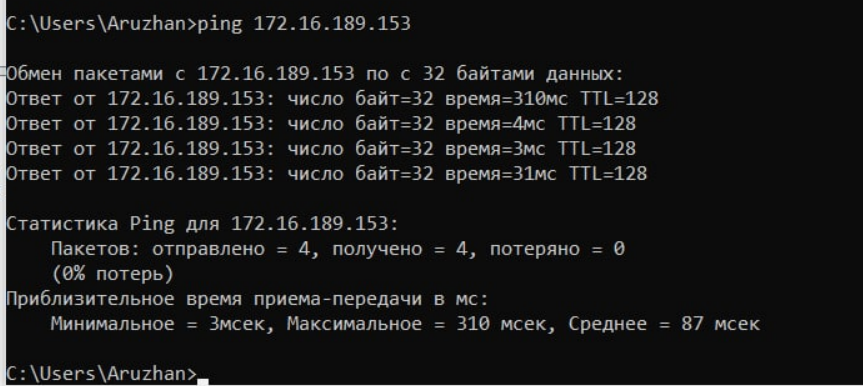 C:\Users\Aruzhan>ping 172.16.189.153
Обмен пакетами с 172.16.189.153 по с 32 байтами данных:
Ответ от 172.16.189.153: число байт=32 время=310мс TTL=128
Ответ от 172.16.189.153: число байт=32 время=4мс TTL=128
Ответ от 172.16.189.153: число байт=32 время=3мс TTL=128
Ответ от 172.16.189.153: число байт=32 время=31мс TTL=128
Статистика Ping для 172.16.189.153:
Пакетов: отправлено = 4, получено = 4, потеряно = 0
(0% потерь)
Приблизительное время приема-передачи в мс:
Минимальное = 3мсек, Максимальное = 310 мсек, Среднее = 87 мсек
C:\Users\Aruzhan>